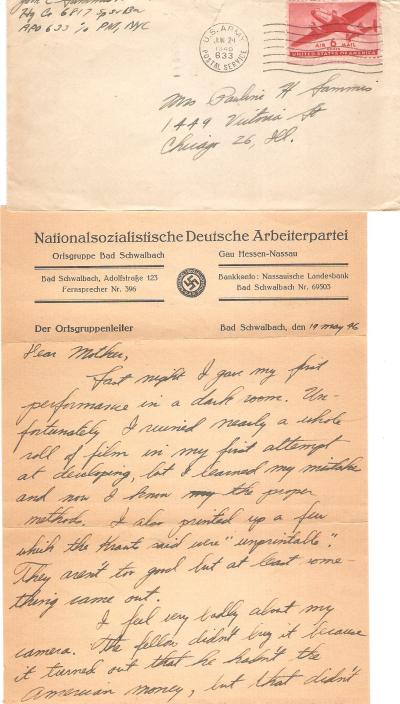 Hq Co 6817 Sp Sv Bn
APO 633 c/o PM, NYC
U.S. ARMY
24
1946
633
POSTAL SERVICE
AIR 6¢ MAIL
UNITED STATES OF AMERICA
Mrs Pauline H Sammis
1449 Victoria St
Chicago 26, Ill.
Nationalsozialistische Deutsche Arbeiterpartei
Ortsgruppe Bad Schwalbach
Gau Hessen-Nassau
Bad Schwalbach, Adolfstraße 123
Fernsprecher Nr. 396
Bankkonto: Nassauische Landesbank
Bad Schwalbach Nr. 69503
Der Ortsgruppenleiter
Bad Schwalbach, den 19 May 46
Dear Mother,
Last night I gave my first
performance in a dark room. Un-
fortunately I ruined nearly a whole
roll of film in my first attempt
at developing, but I learned my mistake
and now I know the proper
method. I also printed up a few
which the Krauts said were "unprintable".
They aren't too good but at least some-
thing came out.
I feel very badly about my
camera. The fellow didn't buy it because
it turned out that he hadn't the
American money, but that didn't